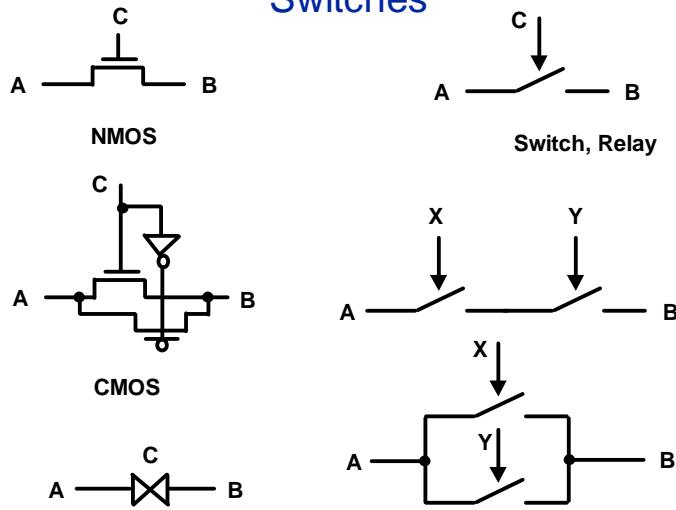 Switches
C
A B
NMOS
C
A B
CMOS
C
A B
C
A B
Switch, Relay
X Y
A B
X
Y
A B